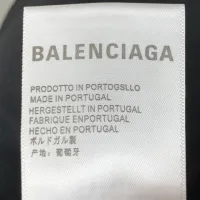 BALENCIAGA
PRODOTTO IN PORTOGSLLO
MADE IN PORTUGAL
HERGESTELLT IN PORTUGAL
FABRIQUE ENPORTUGAL
HECHO EN PORTUGAL
ポルドガル製
产地：葡萄牙